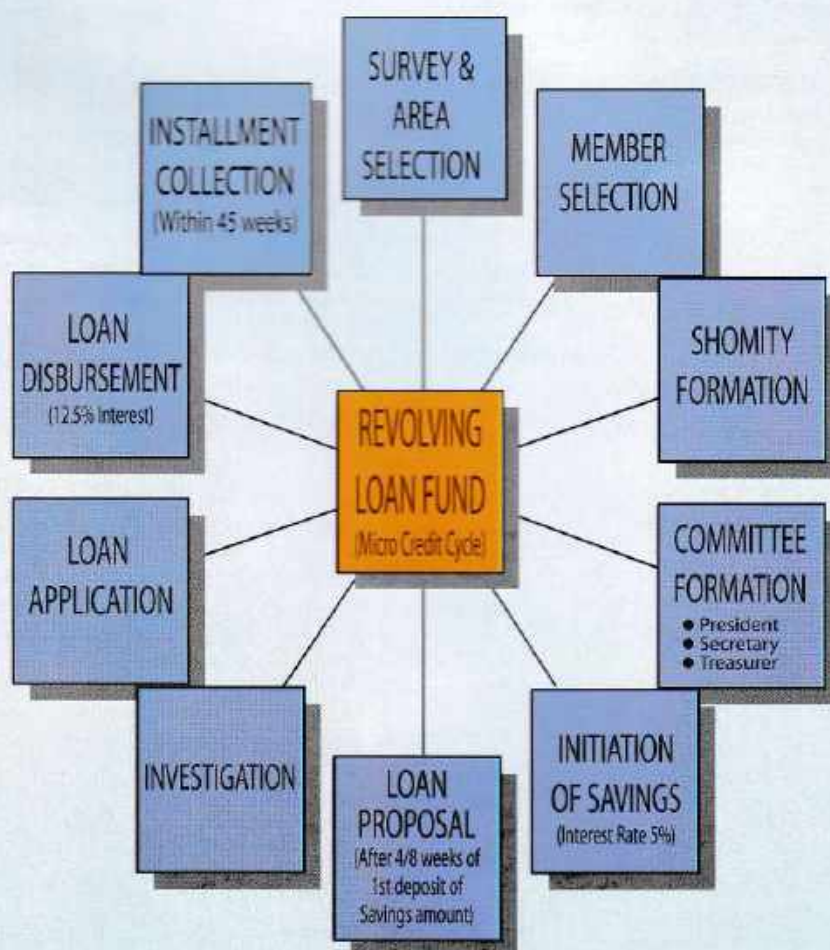 SURVEY &
AREA
SELECTION
MEMBER
SELECTION
SHOMITY
FORMATION
COMMITTEE
FORMATION
● President
● Secretary
● Treasurer
INITIATION
OF SAVINGS
(Interest Rate 5%)
LOAN
PROPOSAL
(After 4/8 weeks of
1st deposit of
Savings amount)
INVESTIGATION
LOAN
APPLICATION
LOAN
DISBURSEMENT
(12.5% Interest)
INSTALLMENT
COLLECTION
(Within 45 weeks)
REVOLVING
LOAN FUND
(Micro Credit Cycle)